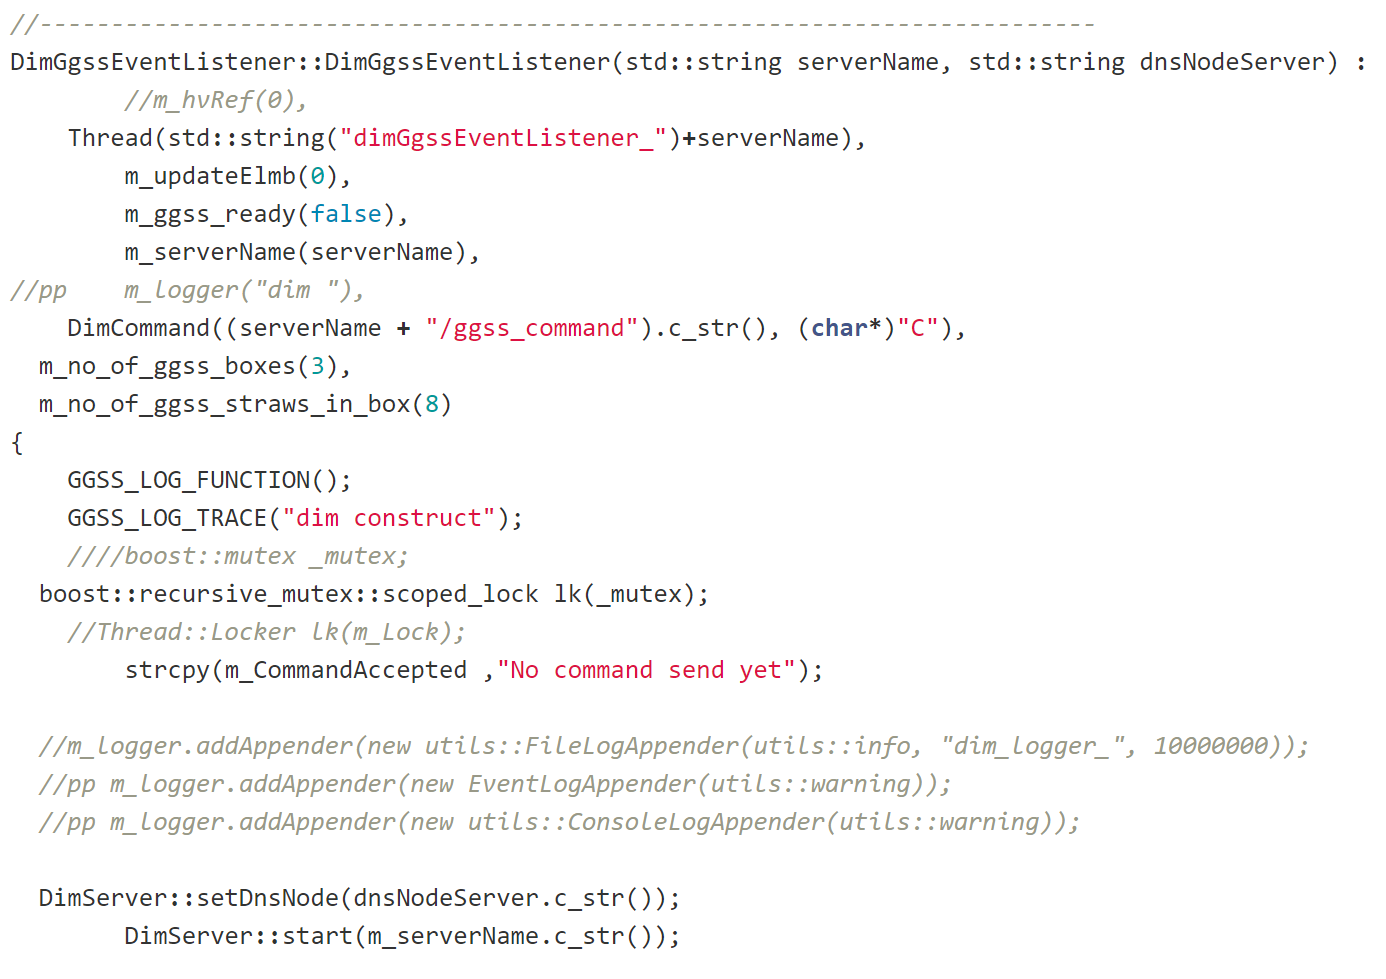 //--------------------------------------------------------------------------
DimGgssEventListener::DimGgssEventListener(std::string serverName, std::string dnsNodeServer) :
        //m_hvRef(0),
    Thread(std::string("dimGgssEventListener_")+serverName),
        m_updateElmb(0),
        m_ggss_ready(false),
        m_serverName(serverName),
//pp    m_logger("dim "),
    DimCommand((serverName + "/ggss_command").c_str(), (char*)"C"),
  m_no_of_ggss_boxes(3),
  m_no_of_ggss_straws_in_box(8)
{
    GGSS_LOG_FUNCTION();
    GGSS_LOG_TRACE("dim construct");
    ////boost::mutex _mutex;
  boost::recursive_mutex::scoped_lock lk(_mutex);
    //Thread::Locker lk(m_Lock);
        strcpy(m_CommandAccepted ,"No command send yet");

  //m_logger.addAppender(new utils::FileLogAppender(utils::info, "dim_logger_", 10000000));
  //pp m_logger.addAppender(new EventLogAppender(utils::warning));
  //pp m_logger.addAppender(new utils::ConsoleLogAppender(utils::warning));

  DimServer::setDnsNode(dnsNodeServer.c_str());
        DimServer::start(m_serverName.c_str());